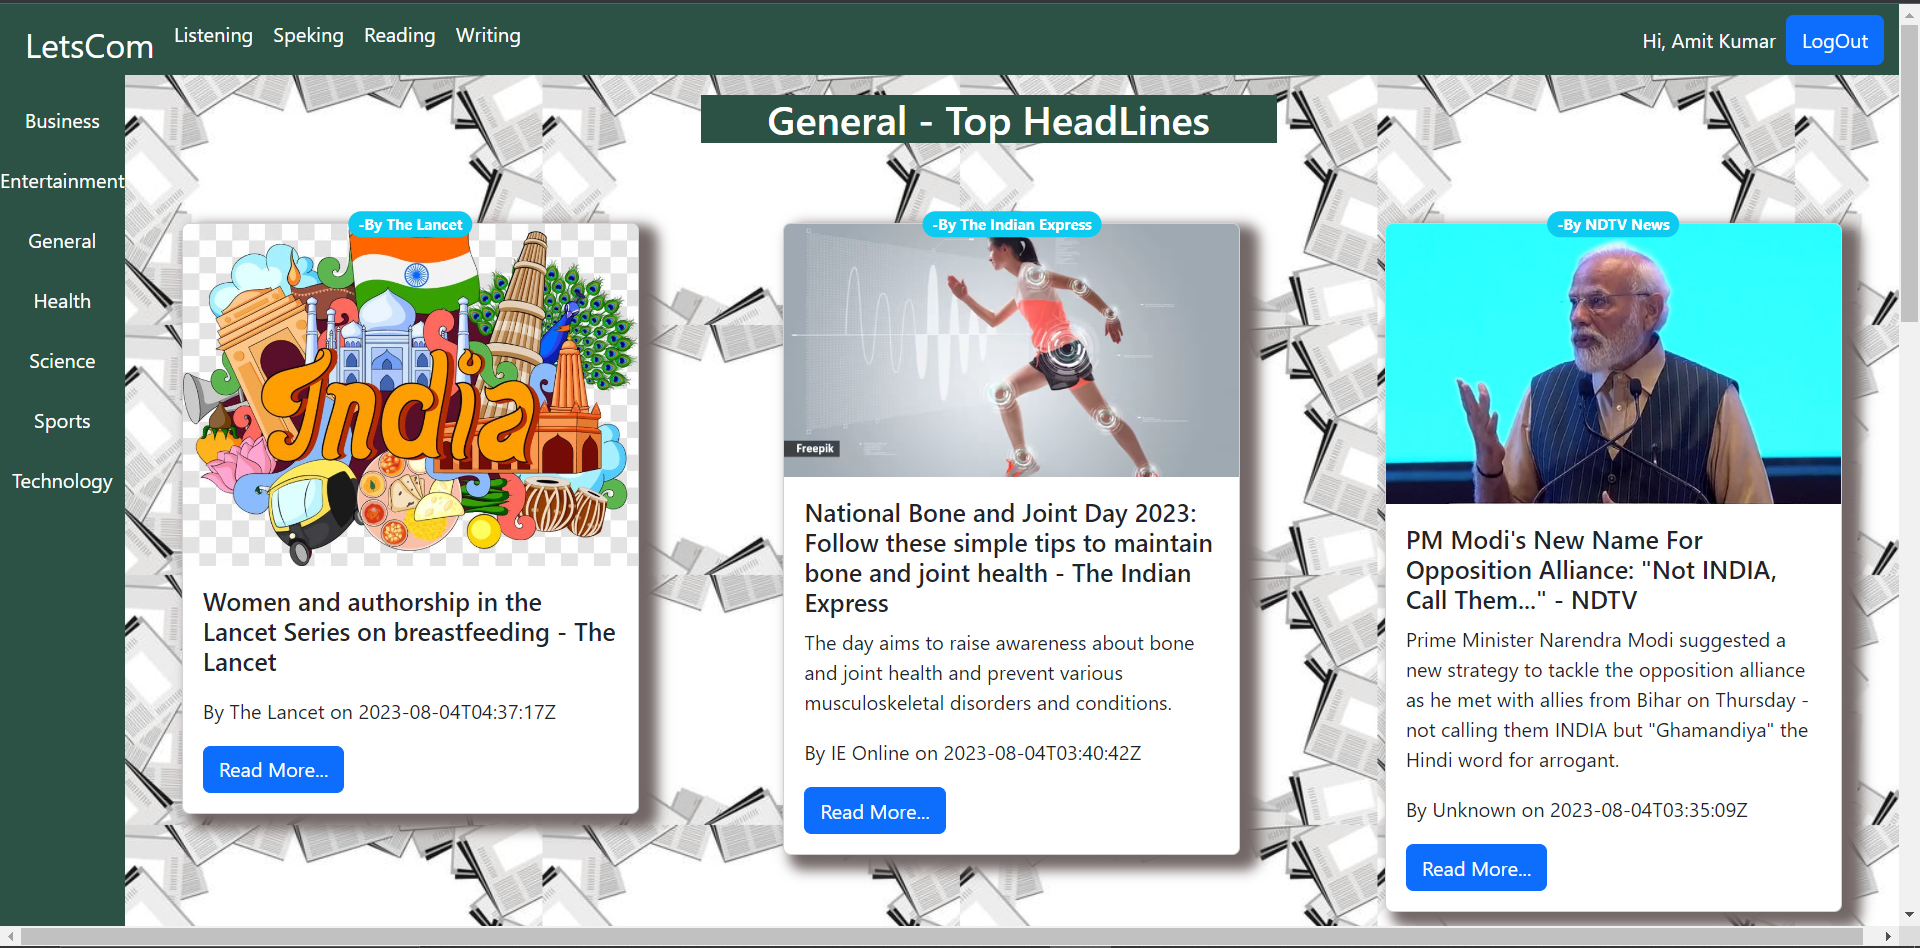 LetsCom
Listening
Speking
Reading
Writing
Hi, Amit Kumar
LogOut
Business
Entertainment
General
Health
Science
Sports
Technology
General - Top HeadLines
-By The Lancet
India
Women and authorship in the
Lancet Series on breastfeeding - The
Lancet
By The Lancet on 2023-08-04T04:37:17Z
Read More...
-By The Indian Express
Freepik
National Bone and Joint Day 2023:
Follow these simple tips to maintain
bone and joint health - The Indian
Express
The day aims to raise awareness about bone
and joint health and prevent various
musculoskeletal disorders and conditions.
By IE Online on 2023-08-04T03:40:42Z
Read More...
-By NDTV News
PM Modi's New Name For
Opposition Alliance: "Not INDIA,
Call Them..." - NDTV
Prime Minister Narendra Modi suggested a
new strategy to tackle the opposition alliance
as he met with allies from Bihar on Thursday -
not calling them INDIA but "Ghamandiya" the
Hindi word for arrogant.
By Unknown on 2023-08-04T03:35:09Z
Read More...